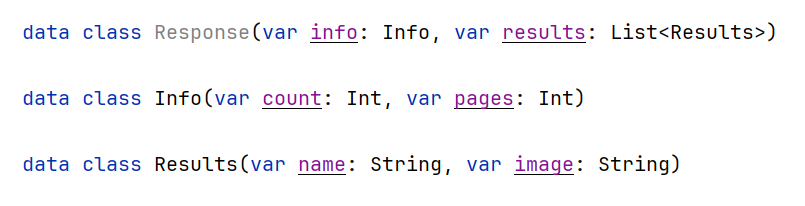 data class Response(var info: Info, var results: List<Results>)
data class Info(var count: Int, var pages: Int)
data class Results(var name: String, var image: String)